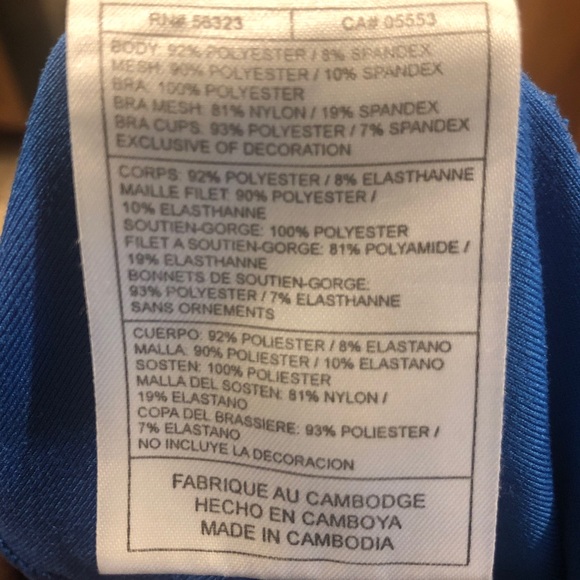 RN# 56323 CA# 05553
BODY: 92% POLYESTER / 8% SPANDEX
MESH: 90% POLYESTER / 10% SPANDEX
BRA: 100% POLYESTER
BRA MESH: 81% NYLON / 19% SPANDEX
BRA CUPS: 93% POLYESTER / 7% SPANDEX
EXCLUSIVE OF DECORATION
CORPS: 92% POLYESTER / 8% ELASTHANNE
MAILLE FILET: 90% POLYESTER /
10% ELASTHANNE
SOUTIEN-GORGE: 100% POLYESTER
FILET A SOUTIEN-GORGE: 81% POLYAMIDE /
19% ELASTHANNE
BONNETS DE SOUTIEN-GORGE:
93% POLYESTER / 7% ELASTHANNE
SANS ORNEMENTS
CUERPO: 92% POLIESTER / 8% ELASTANO
MALLA: 90% POLIESTER / 10% ELASTANO
SOSTEN: 100% POLIESTER
MALLA DEL SOSTEN: 81% NYLON /
19% ELASTANO
COPA DEL BRASSIERE: 93% POLIESTER /
7% ELASTANO
NO INCLUYE LA DECORACION
FABRIQUE AU CAMBODGE
HECHO EN CAMBOYA
MADE IN CAMBODIA